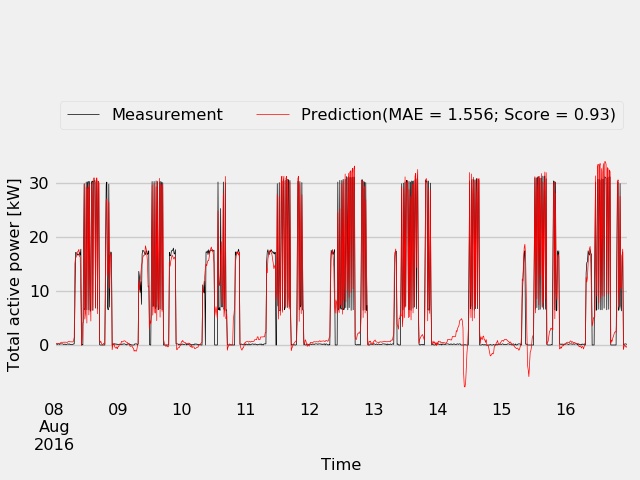 Measurement
Prediction(MAE = 1.556; Score = 0.93)
Total active power [kW]
30
20
10
0
08 09 10 11 12 13 14 15 16
Aug
2016
Time